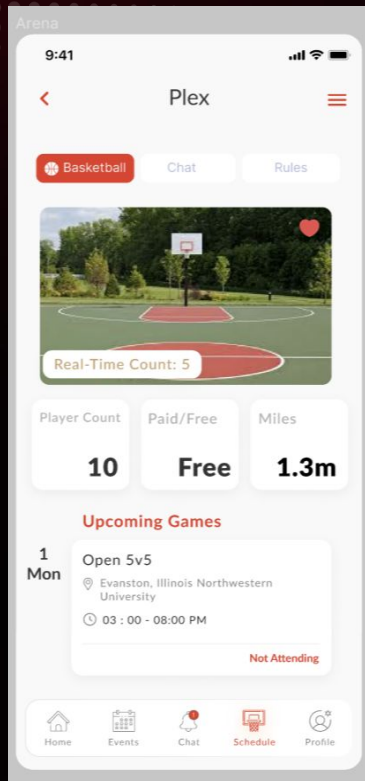 Arena
9:41
Plex
Basketball
Chat
Rules
Real-Time Count: 5
Player Count
Paid/Free
Miles
10
Free
1.3m
Upcoming Games
1
Mon
Open 5v5
Evanston, Illinois Northwestern
University
03 : 00 - 08:00 PM
Not Attending
Home
Events
Chat
Schedule
Profile